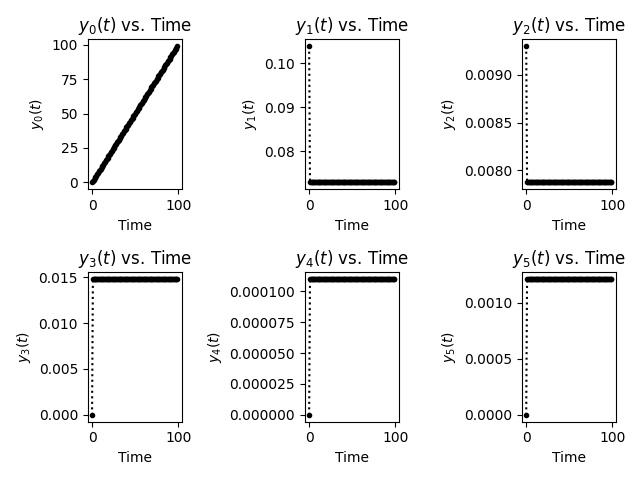 y₀(t) vs. Time
y₁(t) vs. Time
y₂(t) vs. Time
100
75
50
25
0
y₀(t)
0 100
Time
0.10
0.09
0.08
y₁(t)
0 100
Time
0.0090
0.0085
0.0080
y₂(t)
0 100
Time
y₃(t) vs. Time
y₄(t) vs. Time
y₅(t) vs. Time
0.015
0.010
0.005
0.000
y₃(t)
0 100
Time
0.000100
0.000075
0.000050
0.000025
0.000000
y₄(t)
0 100
Time
0.0010
0.0005
0.0000
y₅(t)
0 100
Time